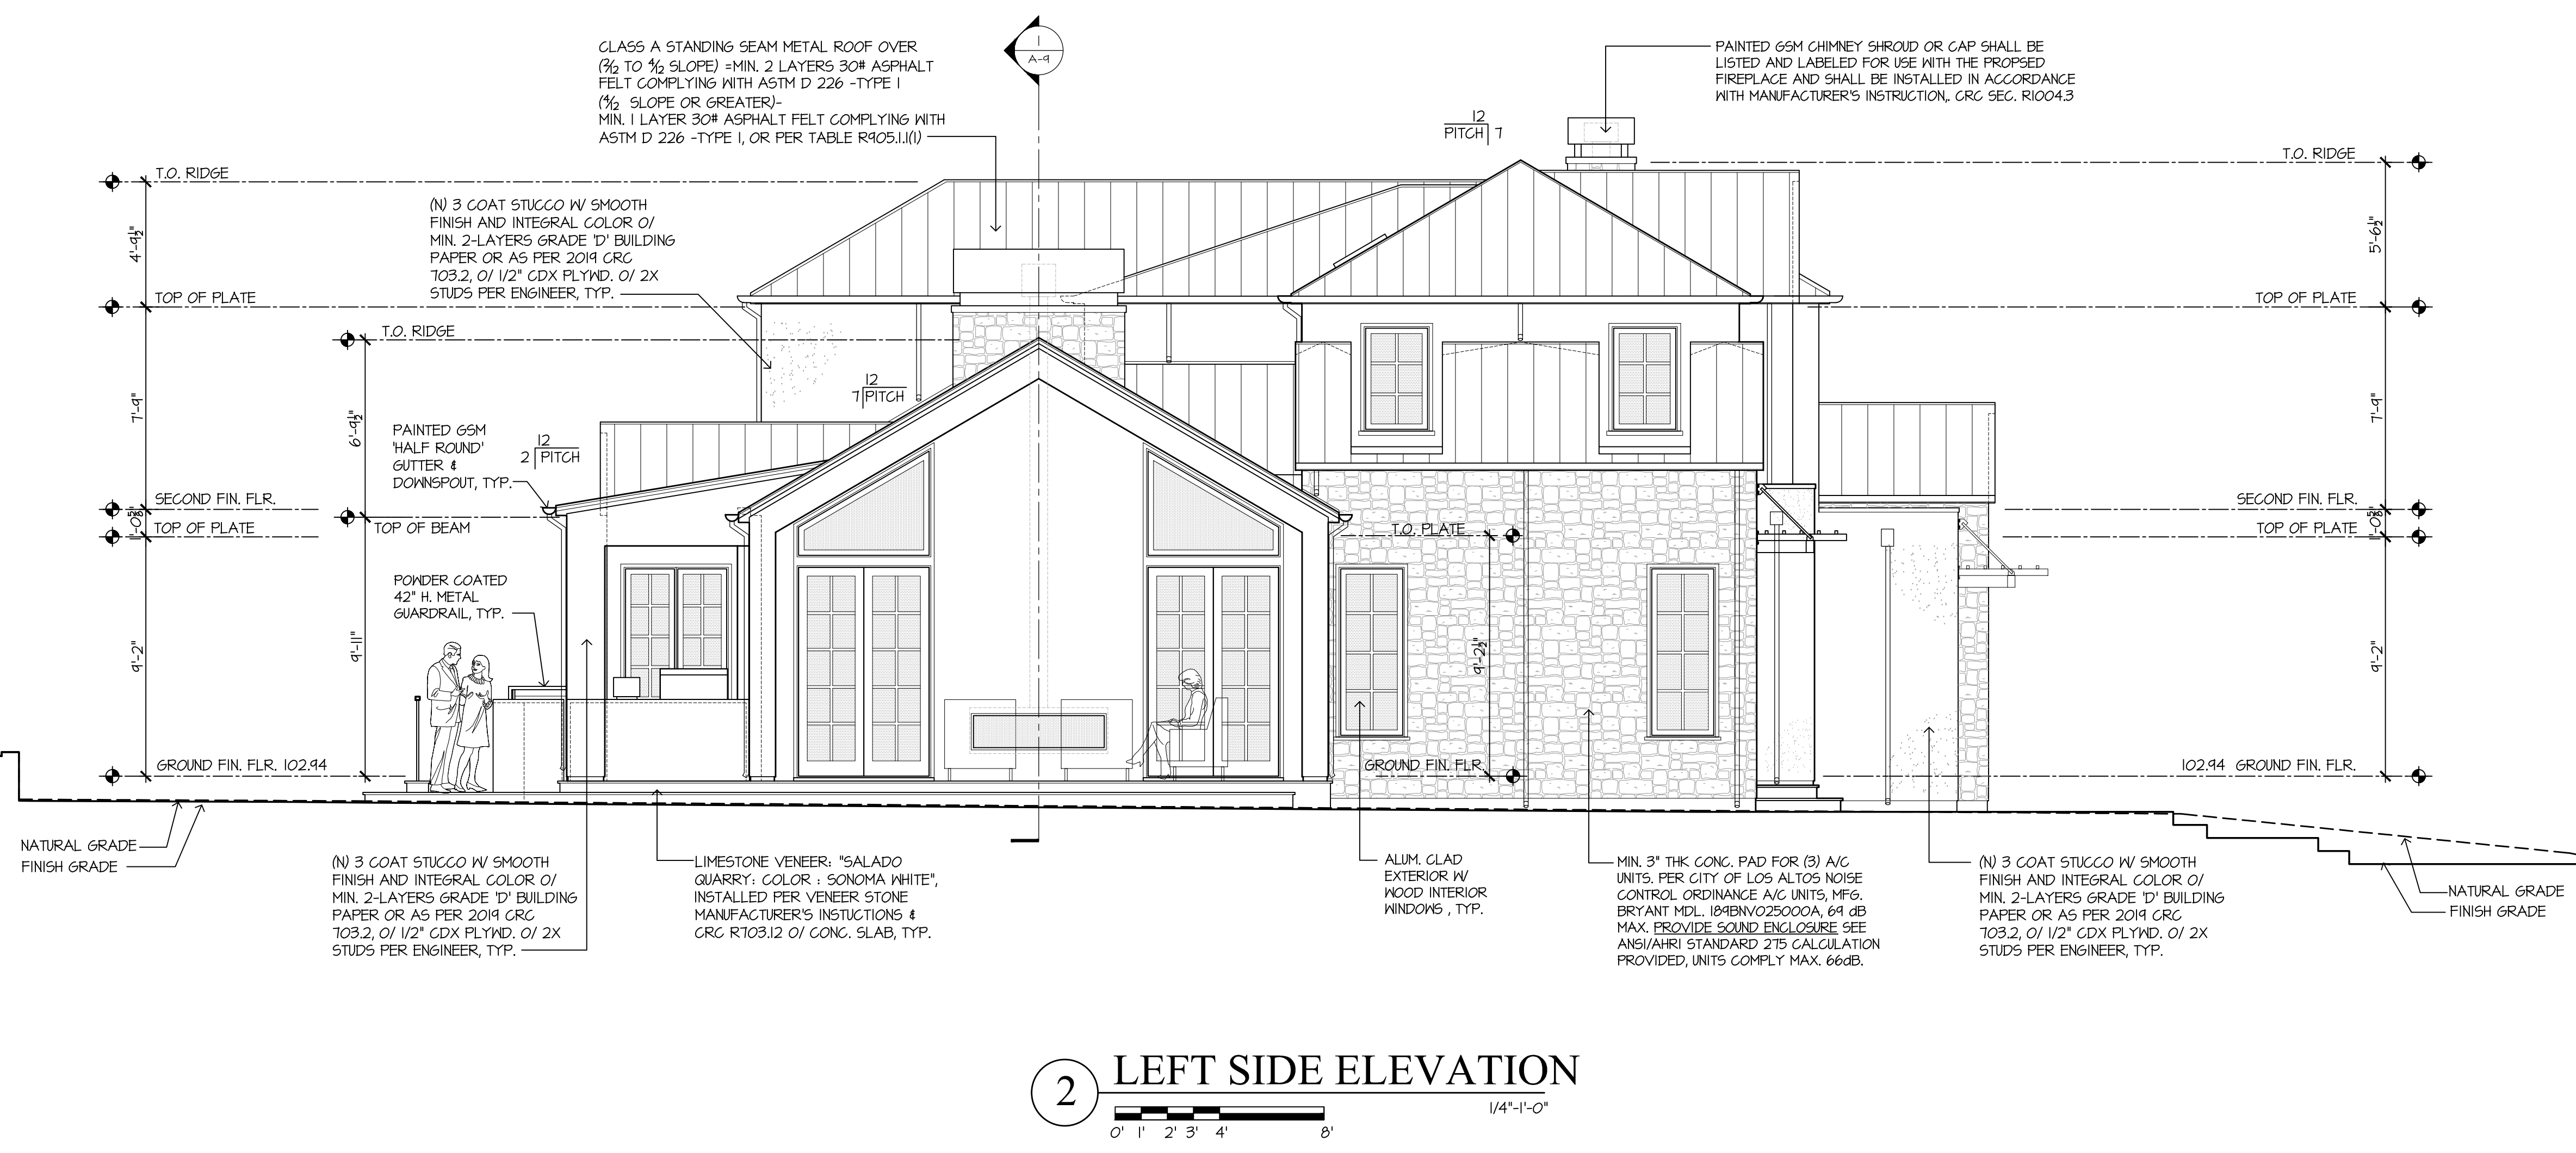 CLASS A STANDING SEAM METAL ROOF OVER
(2/12 TO 4/12 SLOPE) =MIN. 2 LAYERS 30# ASPHALT
FELT COMPLYING WITH ASTM D 226 -TYPE I
(4/12 SLOPE OR GREATER)-
MIN. 1 LAYER 30# ASPHALT FELT COMPLYING WITH
ASTM D 226 -TYPE I, OR PER TABLE R905.1.1(1)
1
A-9
PAINTED GSM CHIMNEY SHROUD OR CAP SHALL BE
LISTED AND LABELED FOR USE WITH THE PROPSED
FIREPLACE AND SHALL BE INSTALLED IN ACCORDANCE
WITH MANUFACTURER'S INSTRUCTION,. CRC SEC. R1004.3
12
PITCH 7
T.O. RIDGE
T.O. RIDGE
(N) 3 COAT STUCCO W/ SMOOTH
FINISH AND INTEGRAL COLOR O/
MIN. 2-LAYERS GRADE 'D' BUILDING
PAPER OR AS PER 2019 CRC
703.2, O/ 1/2" CDX PLYWD. O/ 2X
STUDS PER ENGINEER, TYP.
4'-9½"
5'-6½"
TOP OF PLATE
TOP OF PLATE
T.O. RIDGE
12
7 PITCH
7'-9"
6'-9½"
7'-9"
PAINTED GSM
'HALF ROUND'
GUTTER &
DOWNSPOUT, TYP.
12
2 PITCH
SECOND FIN. FLR.
SECOND FIN. FLR.
1'-0⅝"
1'-0⅝"
TOP OF PLATE
TOP OF BEAM
T.O. PLATE
TOP OF PLATE
POWDER COATED
42" H. METAL
GUARDRAIL, TYP.
9'-2"
9'-11"
9'-2½"
9'-2"
GROUND FIN. FLR. 102.94
GROUND FIN. FLR.
102.94 GROUND FIN. FLR.
NATURAL GRADE
FINISH GRADE
(N) 3 COAT STUCCO W/ SMOOTH
FINISH AND INTEGRAL COLOR O/
MIN. 2-LAYERS GRADE 'D' BUILDING
PAPER OR AS PER 2019 CRC
703.2, O/ 1/2" CDX PLYWD. O/ 2X
STUDS PER ENGINEER, TYP.
LIMESTONE VENEER: "SALADO
QUARRY: COLOR : SONOMA WHITE",
INSTALLED PER VENEER STONE
MANUFACTURER'S INSTUCTIONS &
CRC R703.12 O/ CONC. SLAB, TYP.
ALUM. CLAD
EXTERIOR W/
WOOD INTERIOR
WINDOWS , TYP.
MIN. 3" THK CONC. PAD FOR (3) A/C
UNITS. PER CITY OF LOS ALTOS NOISE
CONTROL ORDINANCE A/C UNITS, MFG.
BRYANT MDL. 189BNV025000A, 69 dB
MAX. PROVIDE SOUND ENCLOSURE SEE
ANSI/AHRI STANDARD 275 CALCULATION
PROVIDED, UNITS COMPLY MAX. 66dB.
(N) 3 COAT STUCCO W/ SMOOTH
FINISH AND INTEGRAL COLOR O/
MIN. 2-LAYERS GRADE 'D' BUILDING
PAPER OR AS PER 2019 CRC
703.2, O/ 1/2" CDX PLYWD. O/ 2X
STUDS PER ENGINEER, TYP.
NATURAL GRADE
FINISH GRADE
2
LEFT SIDE ELEVATION
1/4"-1'-0"
0' 1' 2' 3' 4' 8'